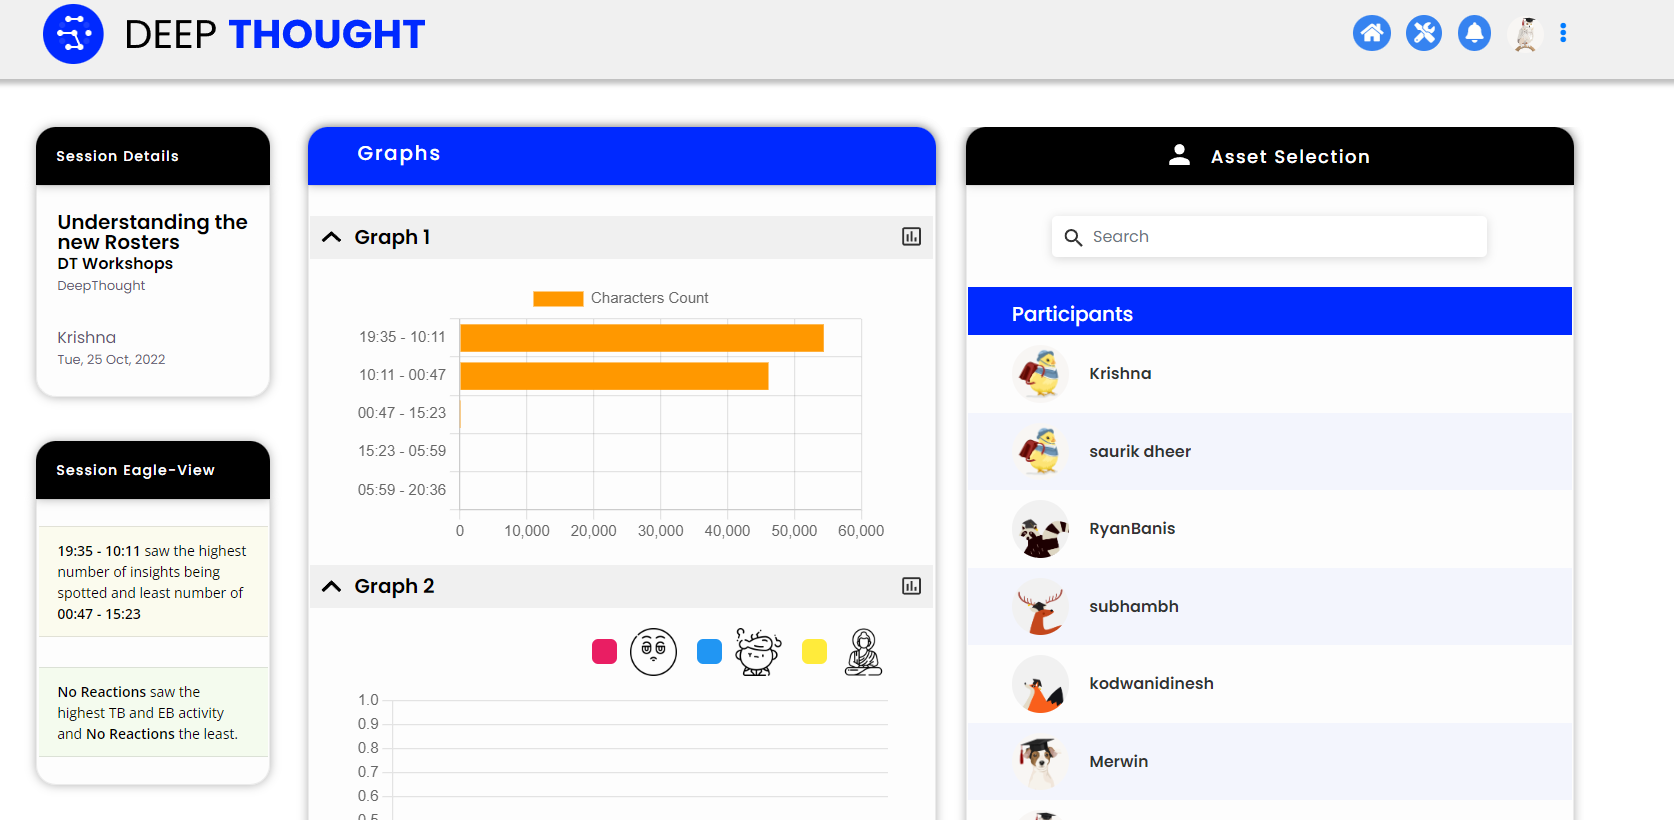 DEEP THOUGHT
Session Details
Understanding the
new Rosters
DT Workshops
DeepThought
Krishna
Tue, 25 Oct, 2022
Session Eagle-View
19:35 - 10:11 saw the highest
number of insights being
spotted and least number of
00:47 - 15:23
No Reactions saw the
highest TB and EB activity
and No Reactions the least.
Graphs
Graph 1
Characters Count
19:35 - 10:11
10:11 - 00:47
00:47 - 15:23
15:23 - 05:59
05:59 - 20:36
0 10,000 20,000 30,000 40,000 50,000 60,000
Graph 2
1.0
0.9
0.8
0.7
0.6
0.5
Asset Selection
Search
Participants
Krishna
saurik dheer
RyanBanis
subhambh
kodwanidinesh
Merwin